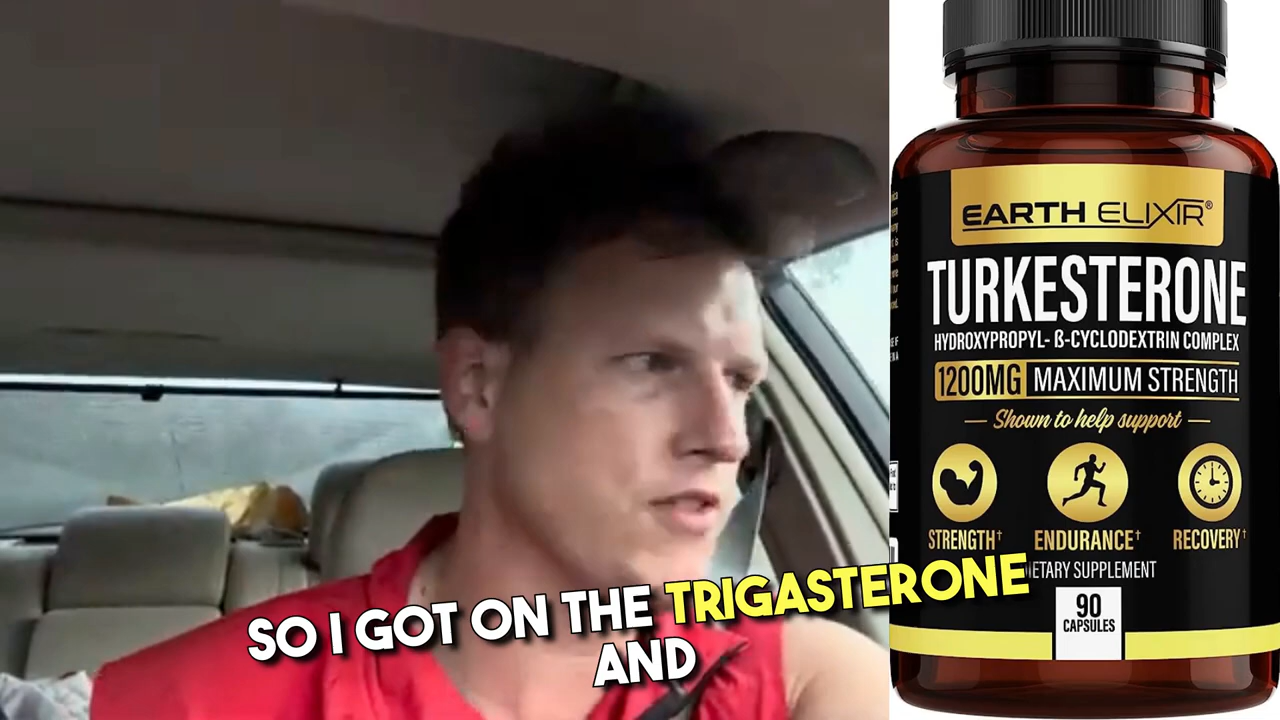 EARTH ELIXIR®
TURKESTERONE
HYDROXYPROPYL- ß-CYCLODEXTRIN COMPLEX
1200MG MAXIMUM STRENGTH
Shown to help support
STRENGTH† ENDURANCE† RECOVERY†
DIETARY SUPPLEMENT
90
CAPSULES
SO I GOT ON THE TRIGASTERONE
AND